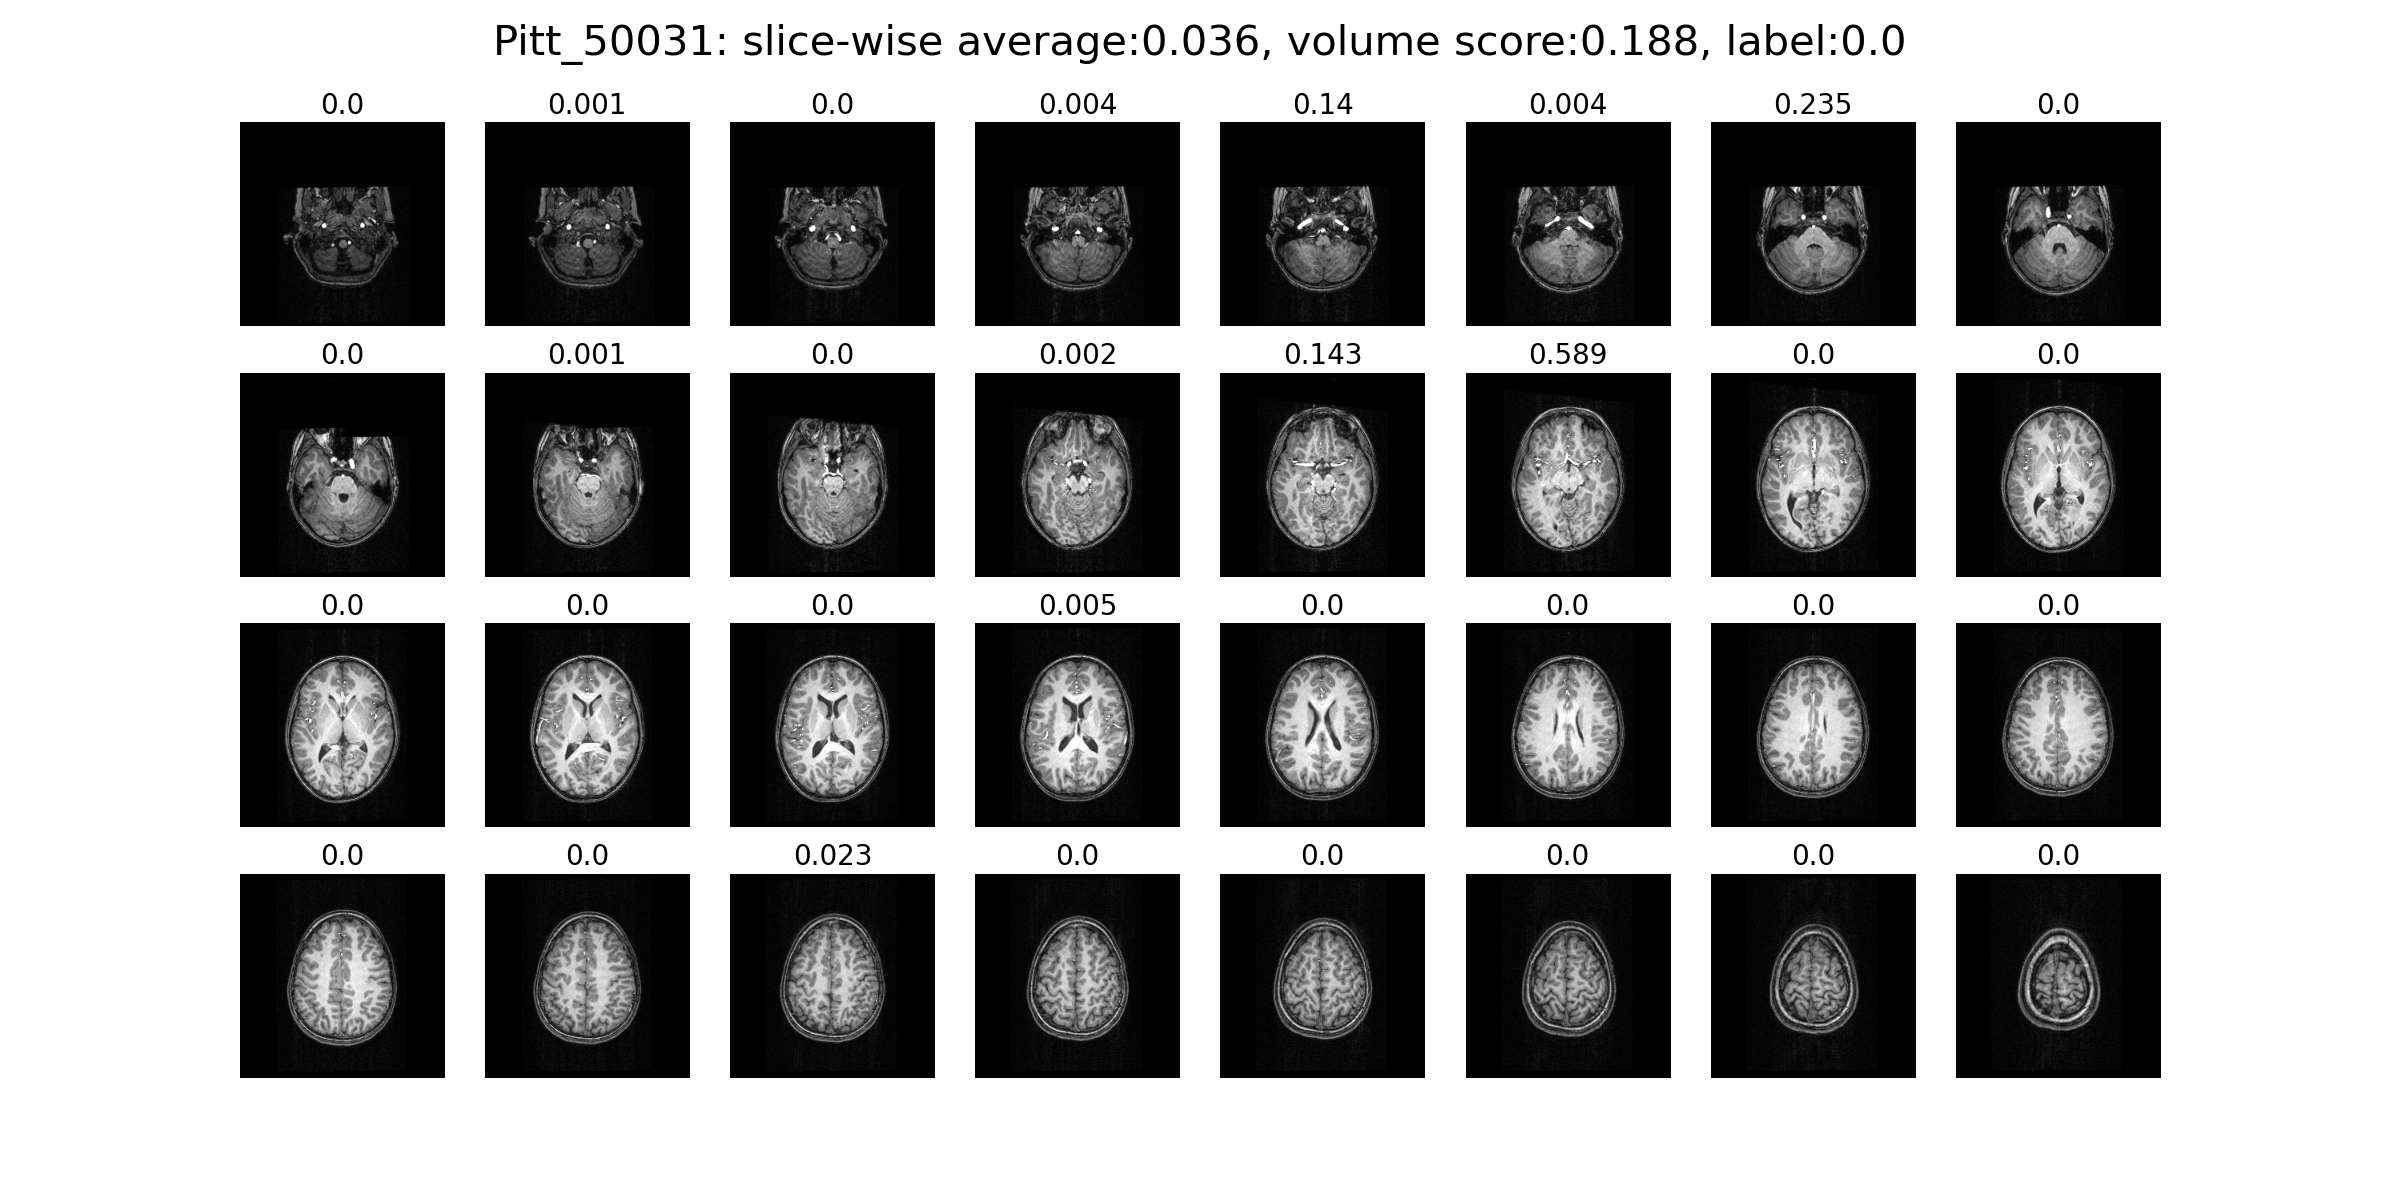 Pitt_50031: slice-wise average:0.036, volume score:0.188, label:0.0
0.0 0.001 0.0 0.004 0.14 0.004 0.235 0.0
0.0 0.001 0.0 0.002 0.143 0.589 0.0 0.0
0.0 0.0 0.0 0.005 0.0 0.0 0.0 0.0
0.0 0.0 0.023 0.0 0.0 0.0 0.0 0.0